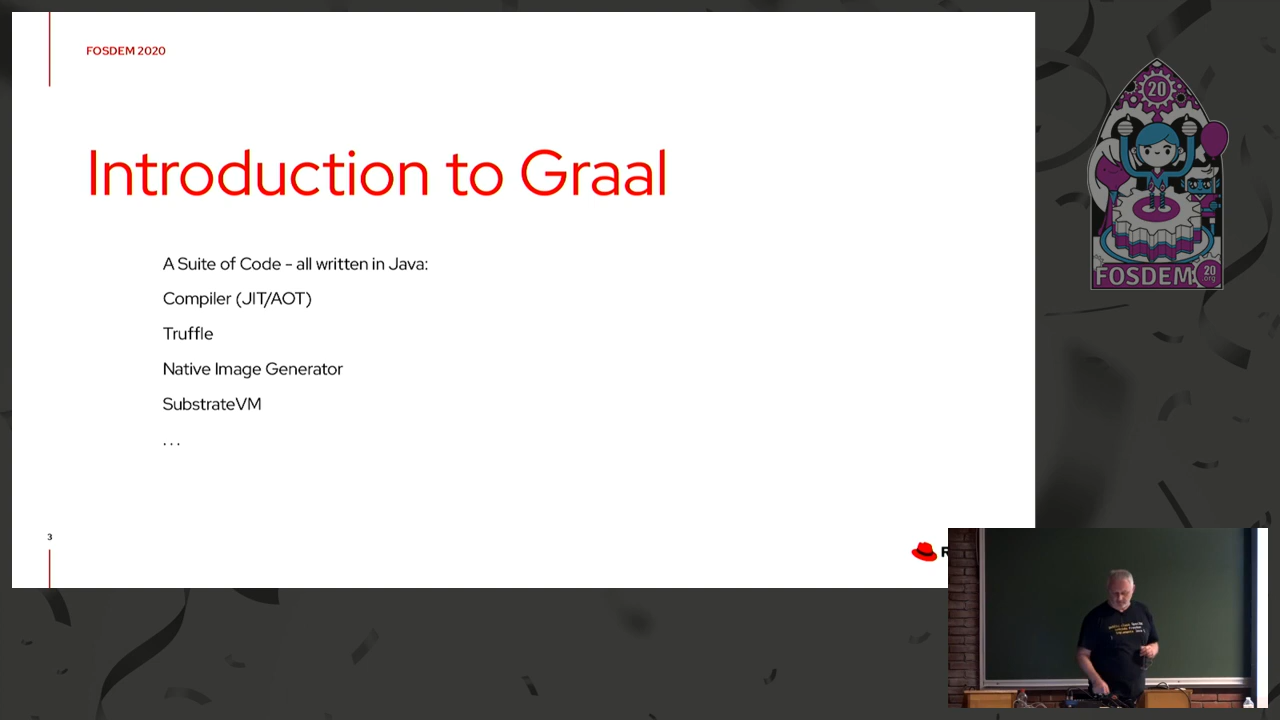 FOSDEM 2020
Introduction to Graal
A Suite of Code - all written in Java:
Compiler (JIT/AOT)
Truffle
Native Image Generator
SubstrateVM
. . .
3
20
FOSDEM
20
.org